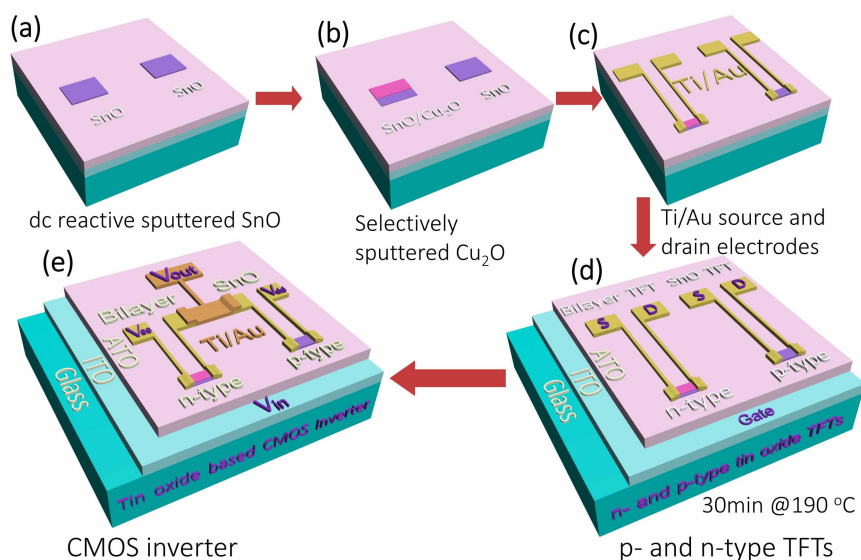 (a)
SnO
SnO
dc reactive sputtered SnO
(b)
SnO/Cu₂O
SnO
Selectively
sputtered Cu₂O
(c)
Ti/Au
Ti/Au source and
drain electrodes
(d)
Bilayer TFT SnO TFT
S D S D
n-type
p-type
Glass
ITO
ATO
Gate
n- and p-type tin oxide TFTs
30min @190 °C
p- and n-type TFTs
(e)
Vout
Bilayer
SnO
Vss
Vdd
Ti/Au
n-type
p-type
Glass
ITO
ATO
Vin
Tin oxide based CMOS Inverter
CMOS inverter